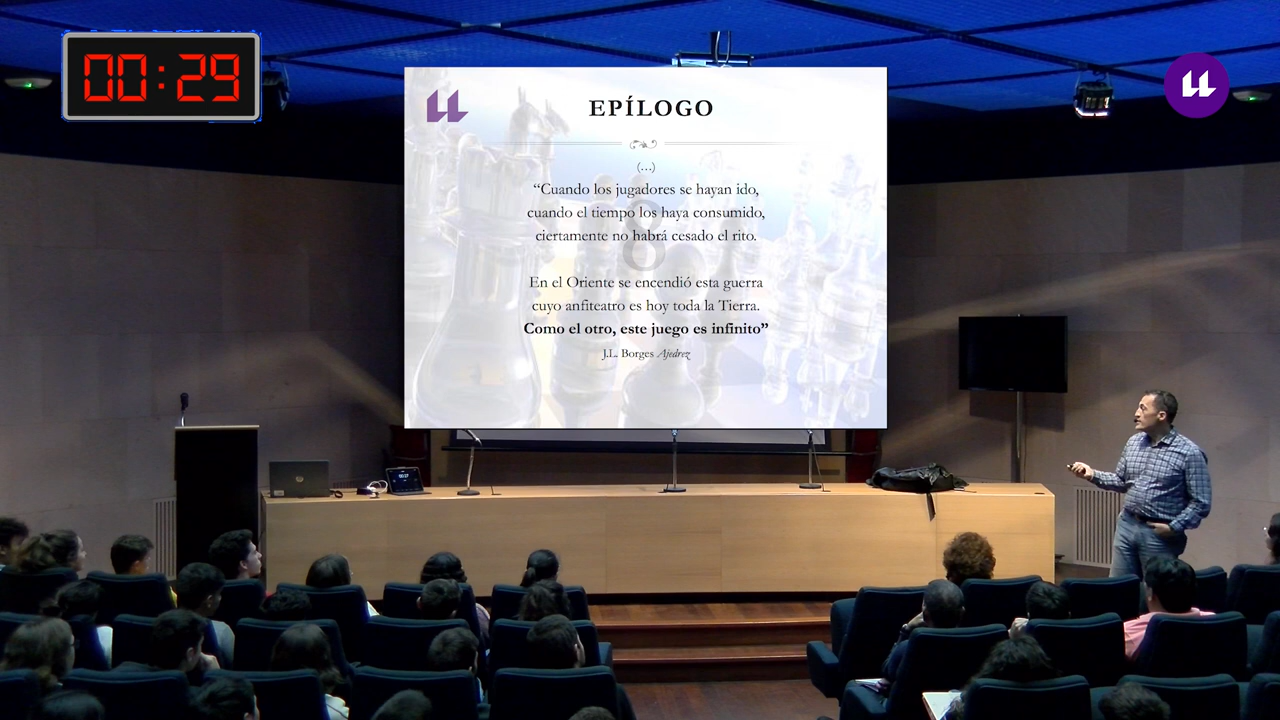 00:29
EPÍLOGO
(...)
“Cuando los jugadores se hayan ido,
cuando el tiempo los haya consumido,
ciertamente no habrá cesado el rito.
8
En el Oriente se encendió esta guerra
cuyo anfiteatro es hoy toda la Tierra.
Como el otro, este juego es infinito”
J.L. Borges Ajedrez